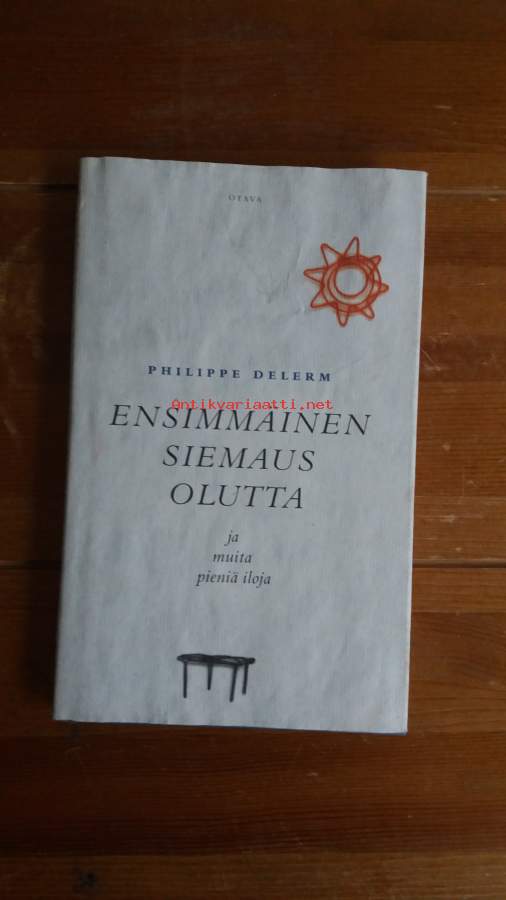 OTAVA
PHILIPPE DELERM
Antikvariaatti.net
ENSIMMÄINEN
SIEMAUS
OLUTTA
ja
muita
pieniä iloja